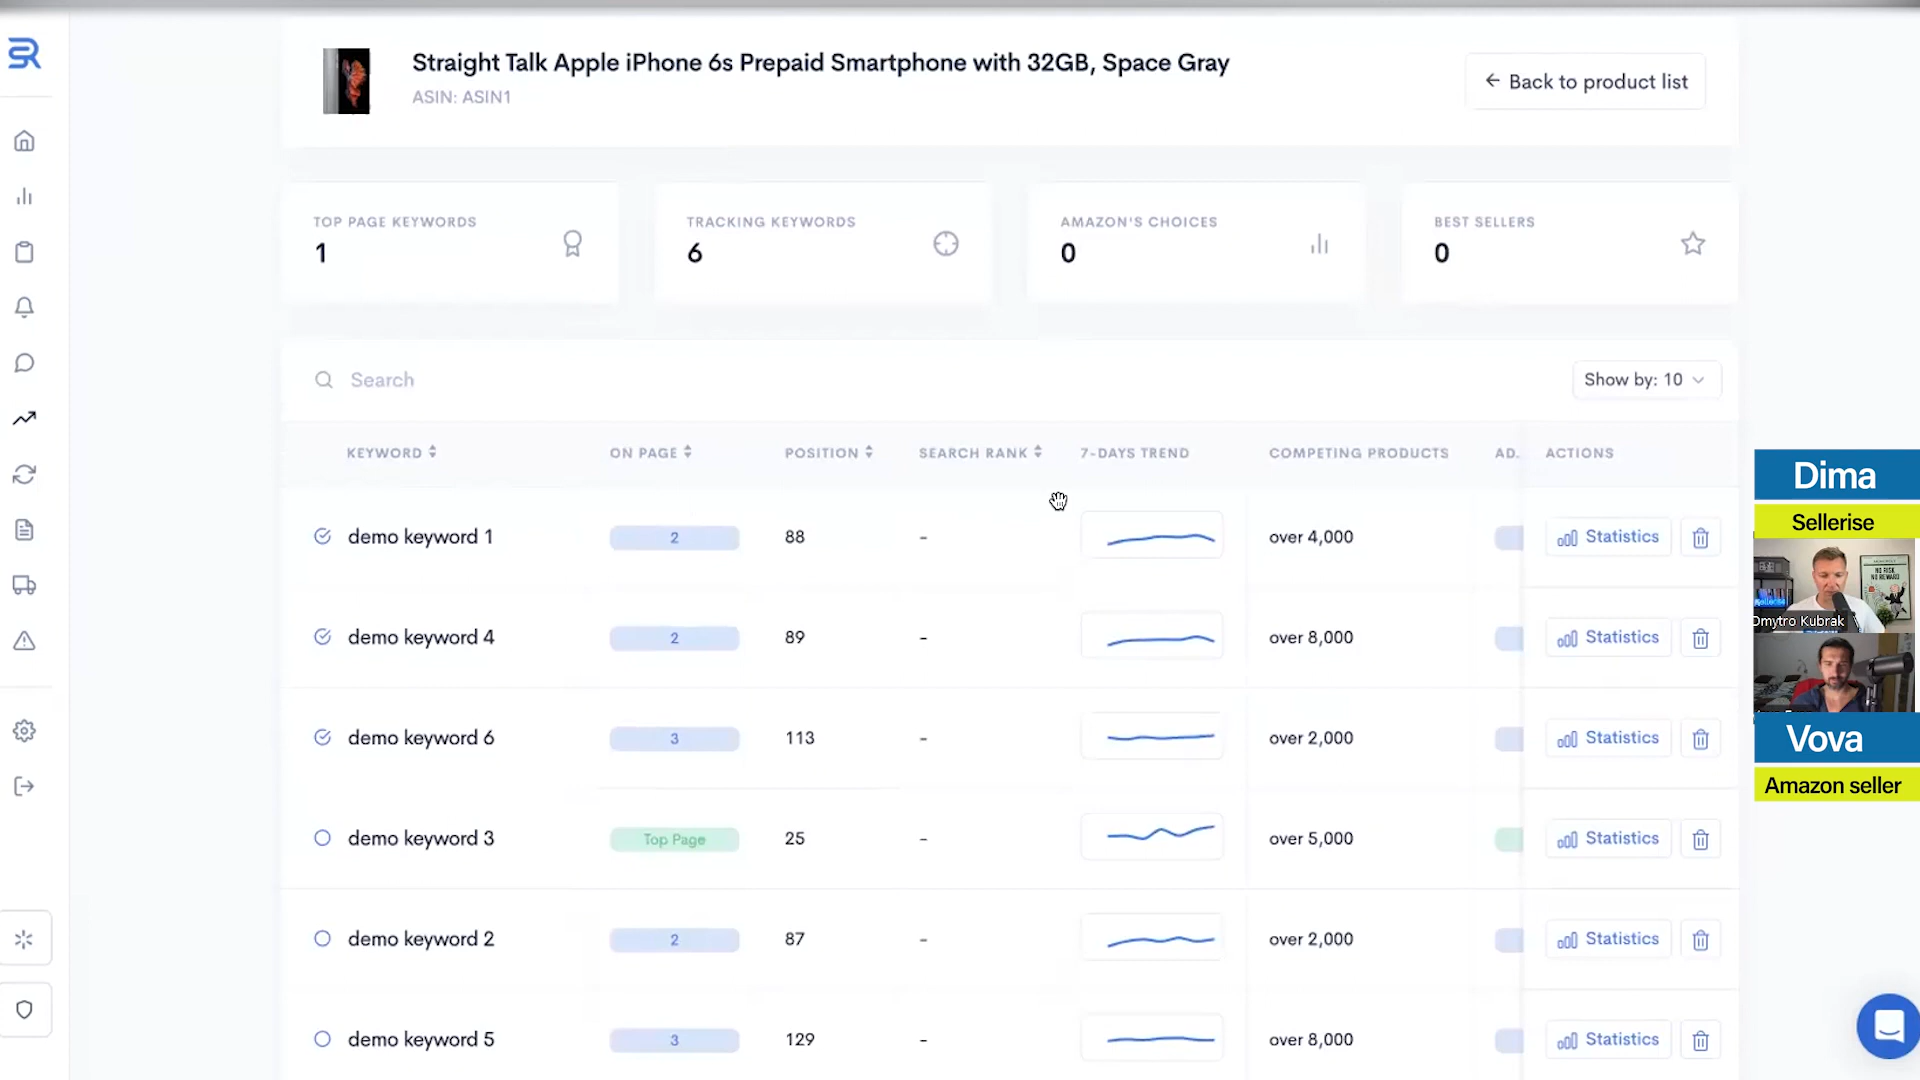 SR
Straight Talk Apple iPhone 6s Prepaid Smartphone with 32GB, Space Gray
ASIN: ASIN1
← Back to product list
TOP PAGE KEYWORDS
1
TRACKING KEYWORDS
6
AMAZON'S CHOICES
0
BEST SELLERS
0
Search
Show by: 10
KEYWORD ON PAGE POSITION SEARCH RANK 7-DAYS TREND COMPETING PRODUCTS AD. ACTIONS
demo keyword 1 2 88 - over 4,000 Statistics
demo keyword 4 2 89 - over 8,000 Statistics
demo keyword 6 3 113 - over 2,000 Statistics
demo keyword 3 Top Page 25 - over 5,000 Statistics
demo keyword 2 2 87 - over 2,000 Statistics
demo keyword 5 3 129 - over 8,000 Statistics
Dima
Sellerise
NO RISK
NO REWARD
Dmytro Kubrak
Vova
Amazon seller